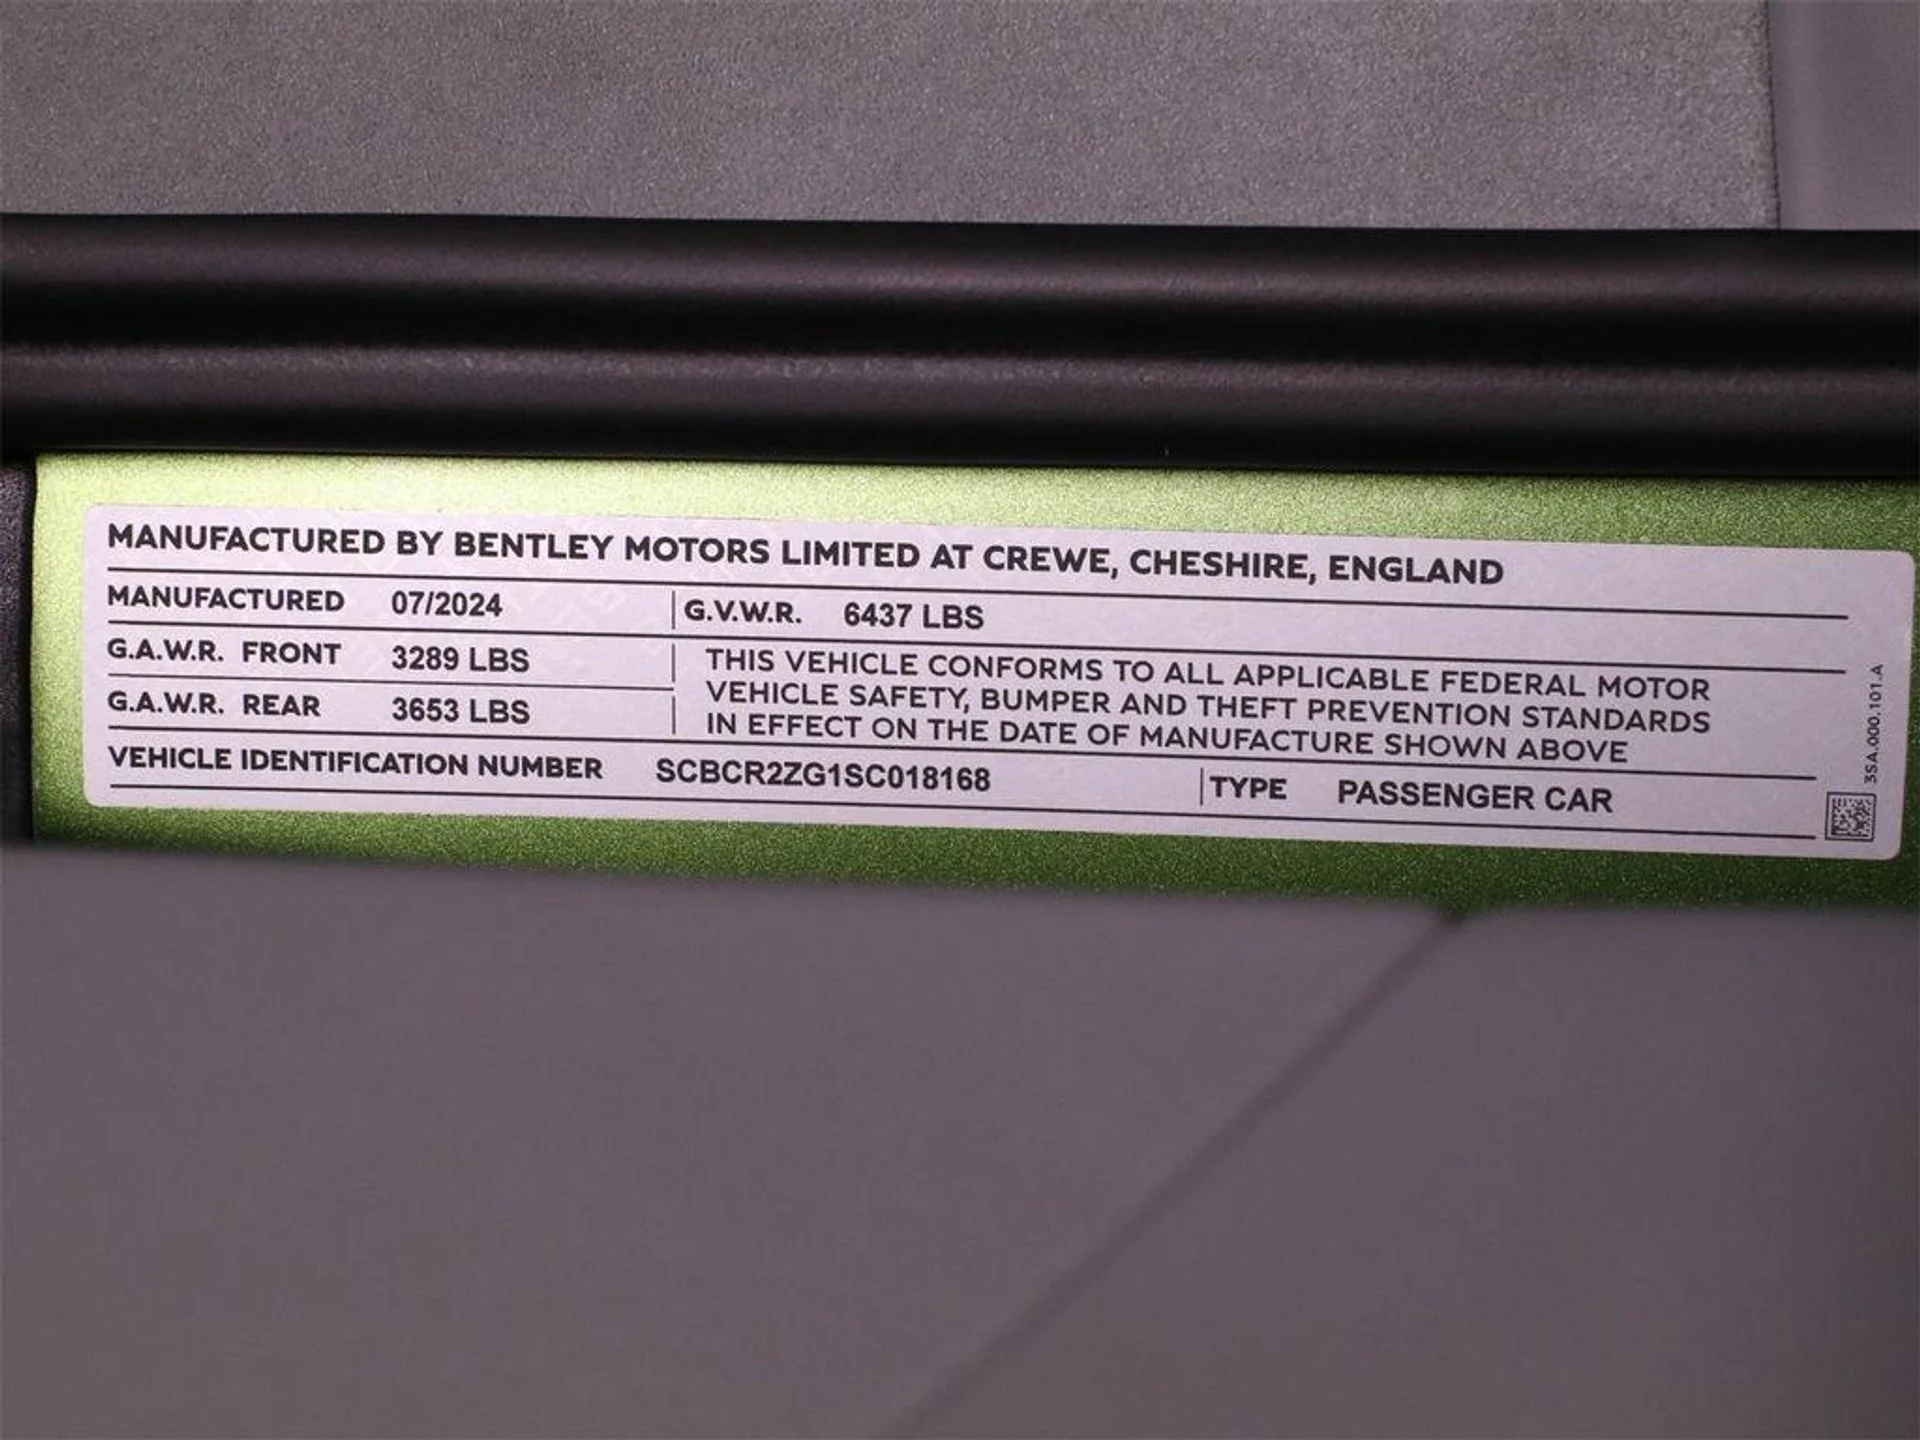 MANUFACTURED BY BENTLEY MOTORS LIMITED AT CREWE, CHESHIRE, ENGLAND
MANUFACTURED 07/2024 G.V.W.R. 6437 LBS
G.A.W.R. FRONT 3289 LBS
G.A.W.R. REAR 3653 LBS
THIS VEHICLE CONFORMS TO ALL APPLICABLE FEDERAL MOTOR
VEHICLE SAFETY, BUMPER AND THEFT PREVENTION STANDARDS
IN EFFECT ON THE DATE OF MANUFACTURE SHOWN ABOVE
VEHICLE IDENTIFICATION NUMBER SCBCR2ZG1SC018168 TYPE PASSENGER CAR
3SA.000.101.A